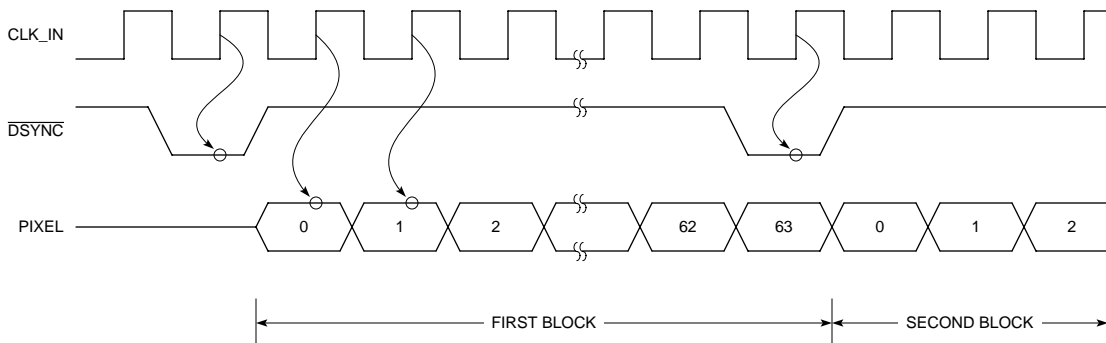 CLK_IN
DSYNC
PIXEL 0 1 2 62 63 0 1 2
FIRST BLOCK SECOND BLOCK